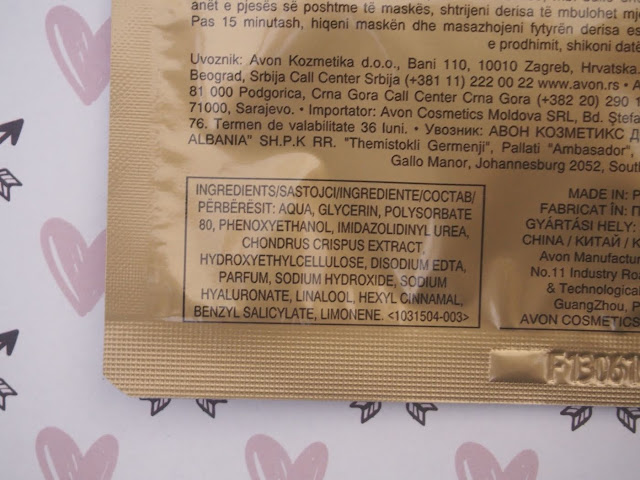 anët e pjesës së poshtme të maskës, shtrijeni derisa të mbulohet mj
Pas 15 minutash, hiqeni maskën dhe masazhojeni fytyrën derisa es
e prodhimit, shikoni datë
Uvoznik: Avon Kozmetika d.o.o., Bani 110, 10010 Zagreb, Hrvatska.
Beograd, Srbija Call Center Srbija (+381 11) 222 00 22 www.avon.rs •
81 000 Podgorica, Crna Gora Call Center Crna Gora (+382 20) 290 1
71000, Sarajevo. • Importator: Avon Cosmetics Moldova SRL, Bd. Ştefa
76. Termen de valabilitate 36 luni. • Увозник: АВОН КОЗМЕТИКС Д
ALBANIA" SH.P.K RR. "Themistokli Germenji", Pallati "Ambasador",
Gallo Manor, Johannesburg 2052, South
INGREDIENTS/SASTOJCI/INGREDIENTE/COCTAB/
PËRBËRËSIT: AQUA, GLYCERIN, POLYSORBATE
80, PHENOXYETHANOL, IMIDAZOLIDINYL UREA,
CHONDRUS CRISPUS EXTRACT,
HYDROXYETHYLCELLULOSE, DISODIUM EDTA,
PARFUM, SODIUM HYDROXIDE, SODIUM
HYALURONATE, LINALOOL, HEXYL CINNAMAL,
BENZYL SALICYLATE, LIMONENE. <1031504-003>
MADE IN: P
FABRICAT ÎN: П
GYÁRTÁSI HELY:
CHINA / КИТАЙ / К
Avon Manufactur
No.11 Industry Roa
& Technological
GuangZhou, P
AVON COSMETICS
F13061